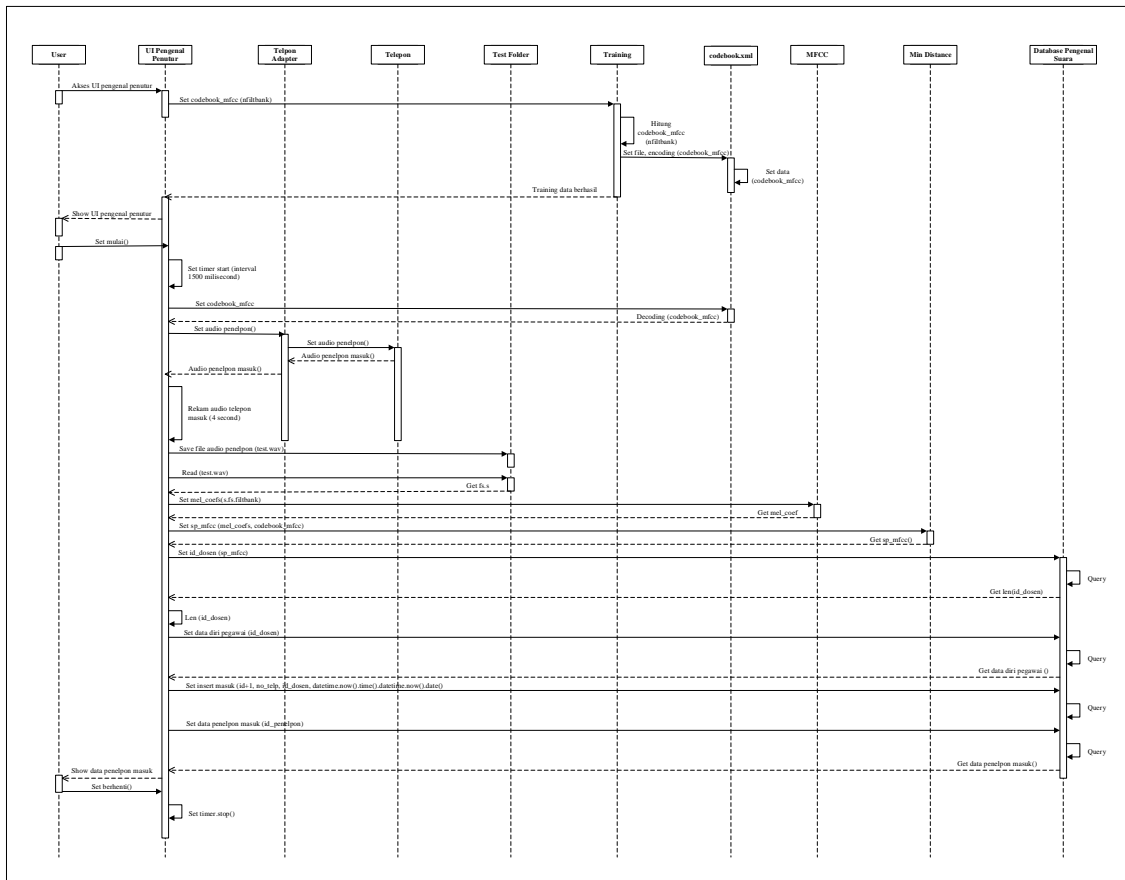 User
UI Pengenal
Penutur
Telpon
Adapter
Telepon
Test Folder
Training
codebook.xml
MFCC
Min Distance
Database Pengenal
Suara
Akses UI pengenal penutur
Set codebook_mfcc (nfiltbank)
Hitung
codebook_mfcc
(nfiltbank)
Set file, encoding (codebook_mfcc)
Set data
(codebook_mfcc)
Training data berhasil
Show UI pengenal penutur
Set mulai()
Set timer start (interval
1500 milisecond)
Set codebook_mfcc
Decoding (codebook_mfcc)
Set audio penelpon()
Set audio penelpon()
Audio penelpon masuk()
Audio penelpon masuk()
Rekam audio telepon
masuk (4 second)
Save file audio penelpon (test.wav)
Read (test.wav)
Get fs.s
Set mel_coefs(s.fs.filtbank)
Get mel_coef
Set sp_mfcc (mel_coefs, codebook_mfcc)
Get sp_mfcc()
Set id_dosen (sp_mfcc)
Query
Get len(id_dosen)
Len (id_dosen)
Set data diri pegawai (id_dosen)
Query
Get data diri pegawai ()
Set insert masuk (id+1, no_telp, id_dosen, datetime.now().time().datetime.now().date()
Query
Set data penelpon masuk (id_penelpon)
Query
Get data penelpon masuk()
Show data penelpon masuk
Set berhenti()
Set timer.stop()